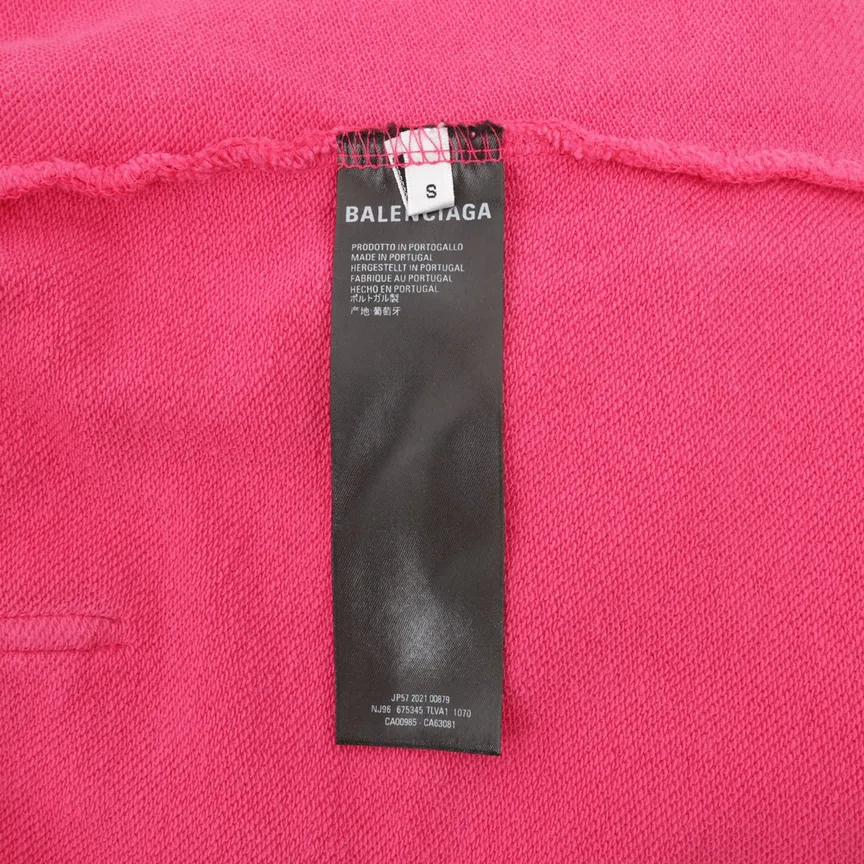 S
BALENCIAGA
PRODOTTO IN PORTOGALLO
MADE IN PORTUGAL
HERGESTELLT IN PORTUGAL
FABRIQUE AU PORTUGAL
HECHO EN PORTUGAL
ポルトガル製
产地:葡萄牙
JP57 2021 00879
NJ96 675345 TLVA1 1070
CA00985 - CA63081